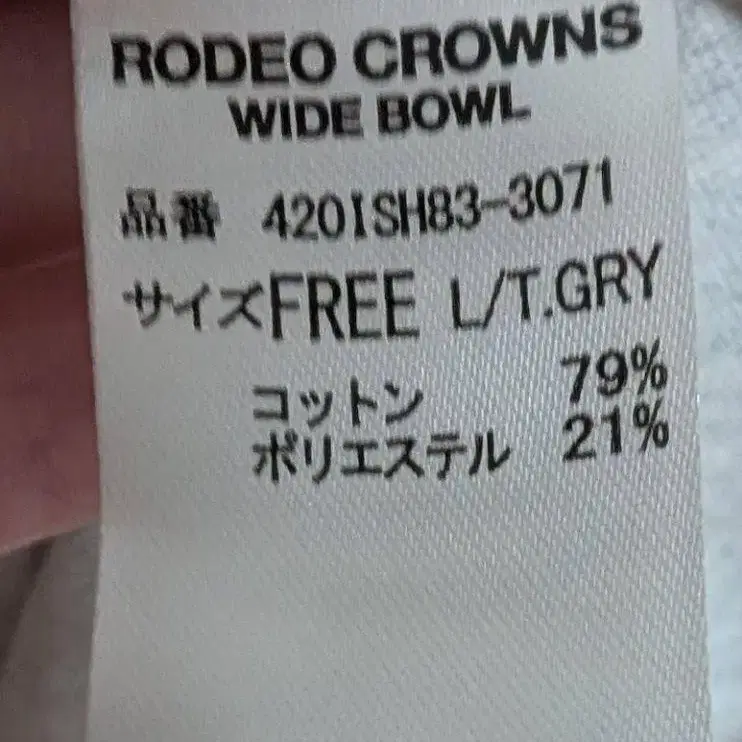 RODEO CROWNS
WIDE BOWL
品番 420ISH83-3071
サイズFREE L/T.GRY
コットン 79%
ポリエステル 21%